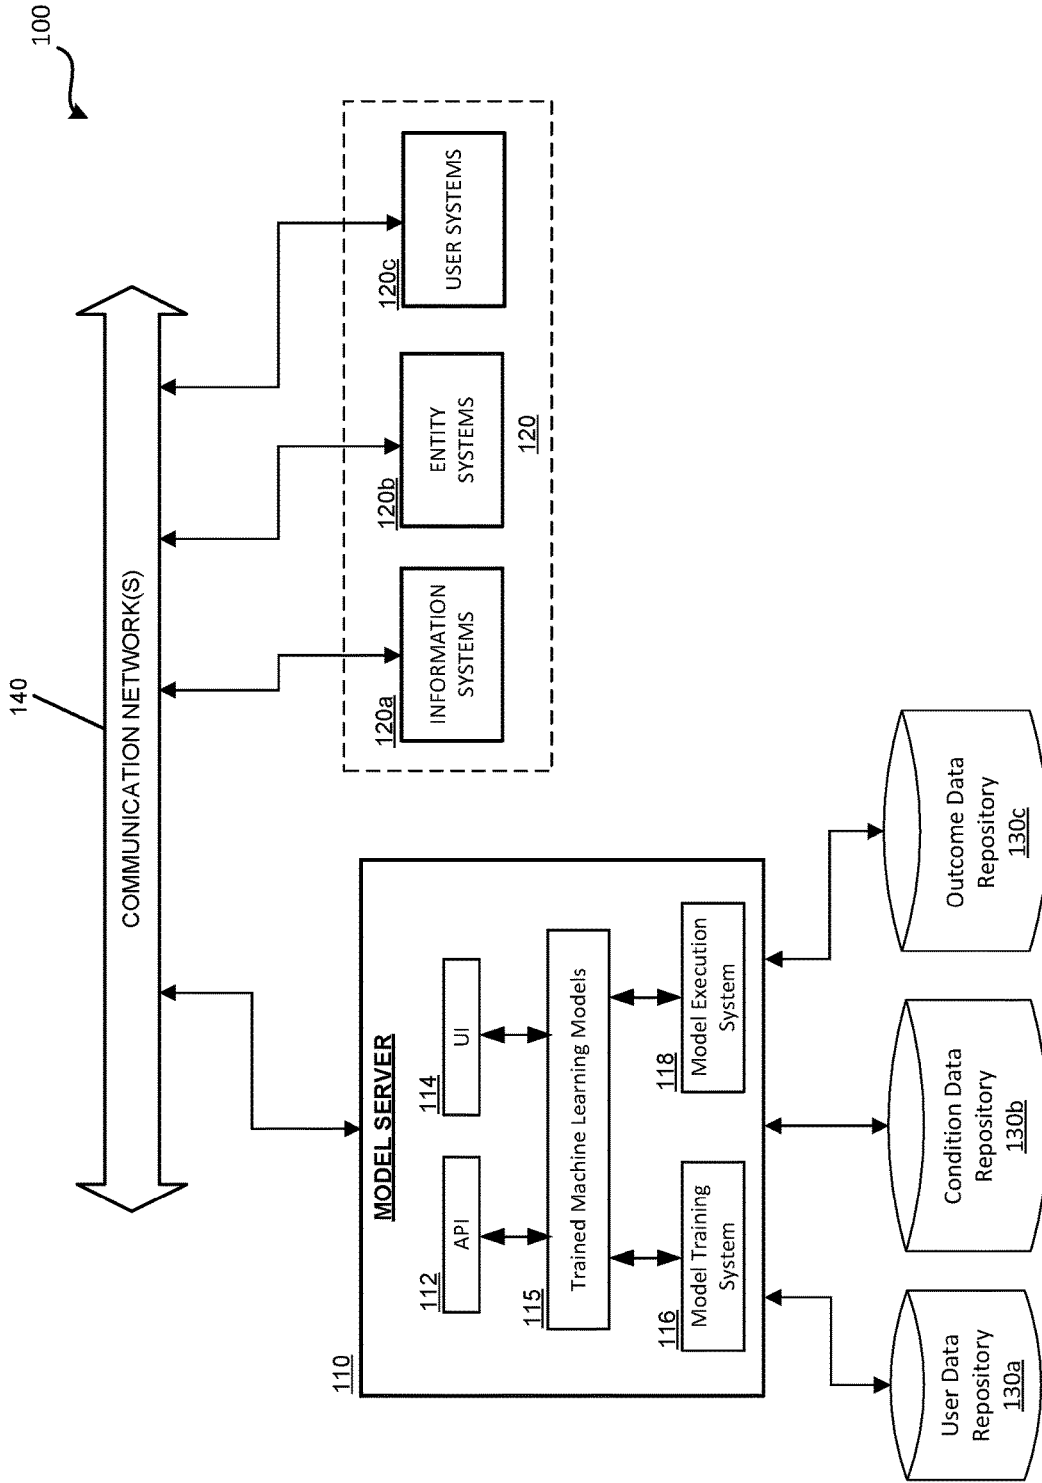 100
140
COMMUNICATION NETWORK(S)
110
MODEL SERVER
112
API
114
UI
115
Trained Machine Learning Models
116
Model Training
System
118
Model Execution
System
120a
INFORMATION
SYSTEMS
120b
ENTITY
SYSTEMS
120c
USER SYSTEMS
120
User Data
Repository
130a
Condition Data
Repository
130b
Outcome Data
Repository
130c